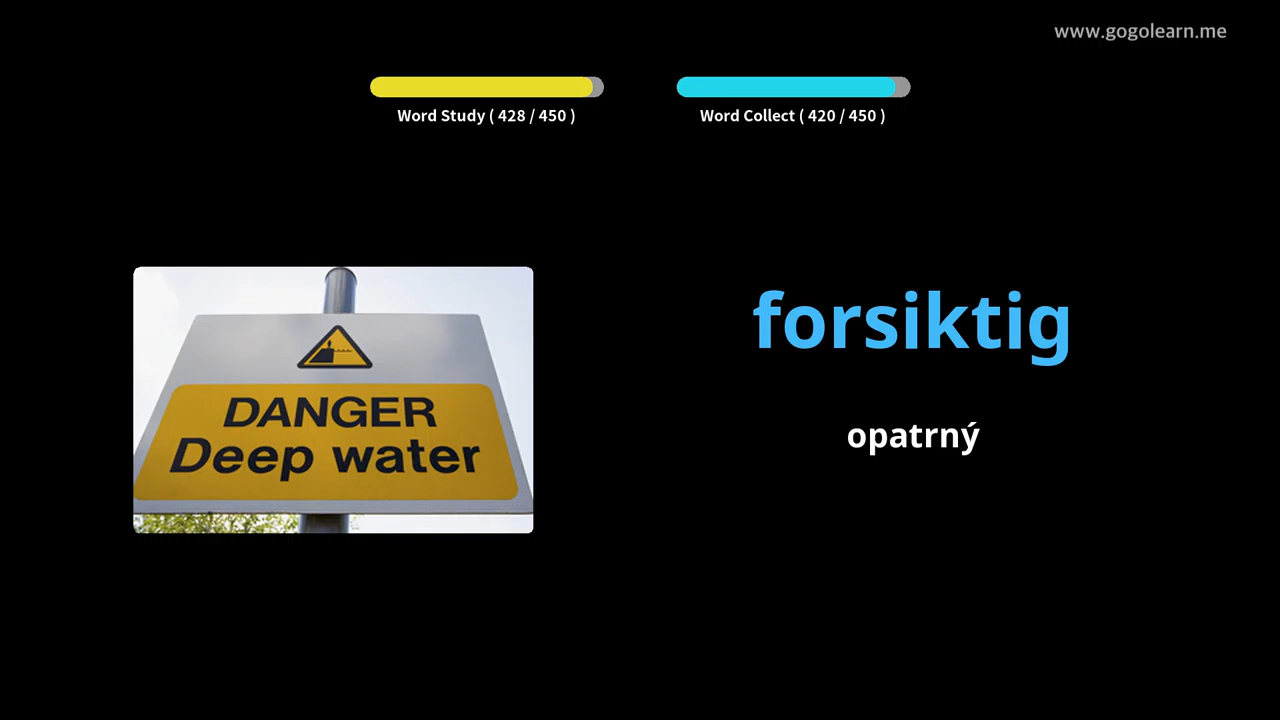 www.gogolearn.me
Word Study ( 428 / 450 )
Word Collect ( 420 / 450 )
DANGER
Deep water
forsiktig
opatrný